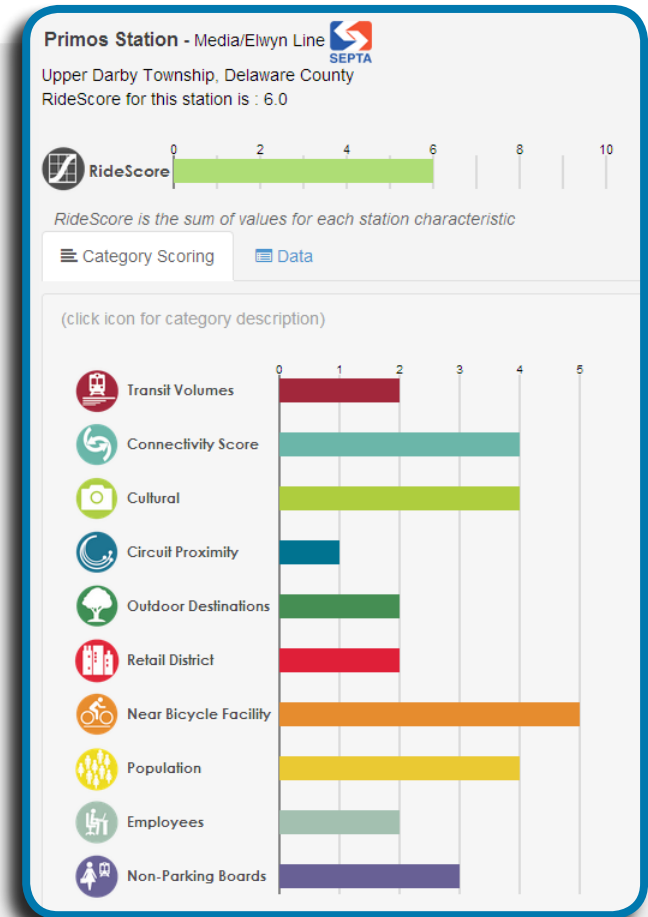 Primos Station - Media/Elwyn Line
SEPTA
Upper Darby Township, Delaware County
RideScore for this station is : 6.0
0 2 4 6 8 10
RideScore
RideScore is the sum of values for each station characteristic
Category Scoring Data
(click icon for category description)
0 1 2 3 4 5
Transit Volumes
Connectivity Score
Cultural
Circuit Proximity
Outdoor Destinations
Retail District
Near Bicycle Facility
Population
Employees
Non-Parking Boards